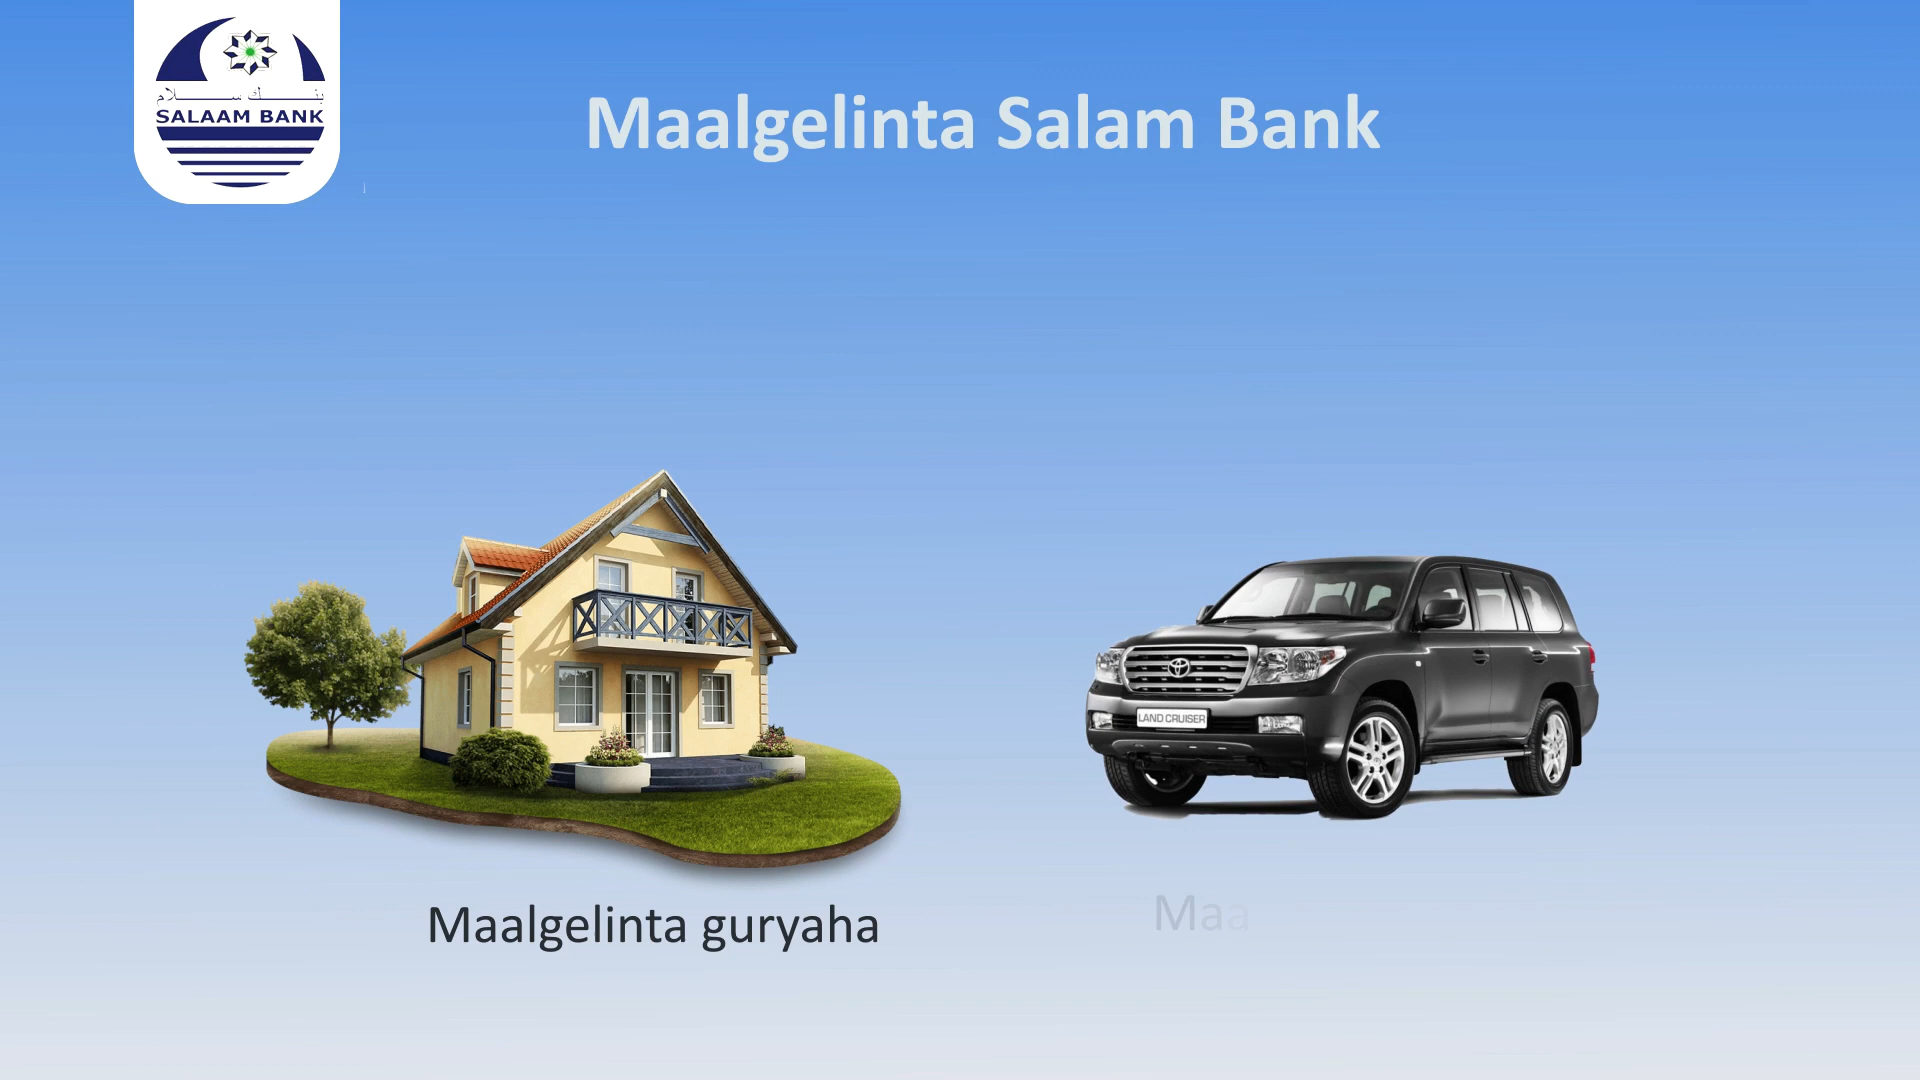 بنك سلام
SALAAM BANK
Maalgelinta Salam Bank
LAND CRUISER
Maalgelinta guryaha
Maa